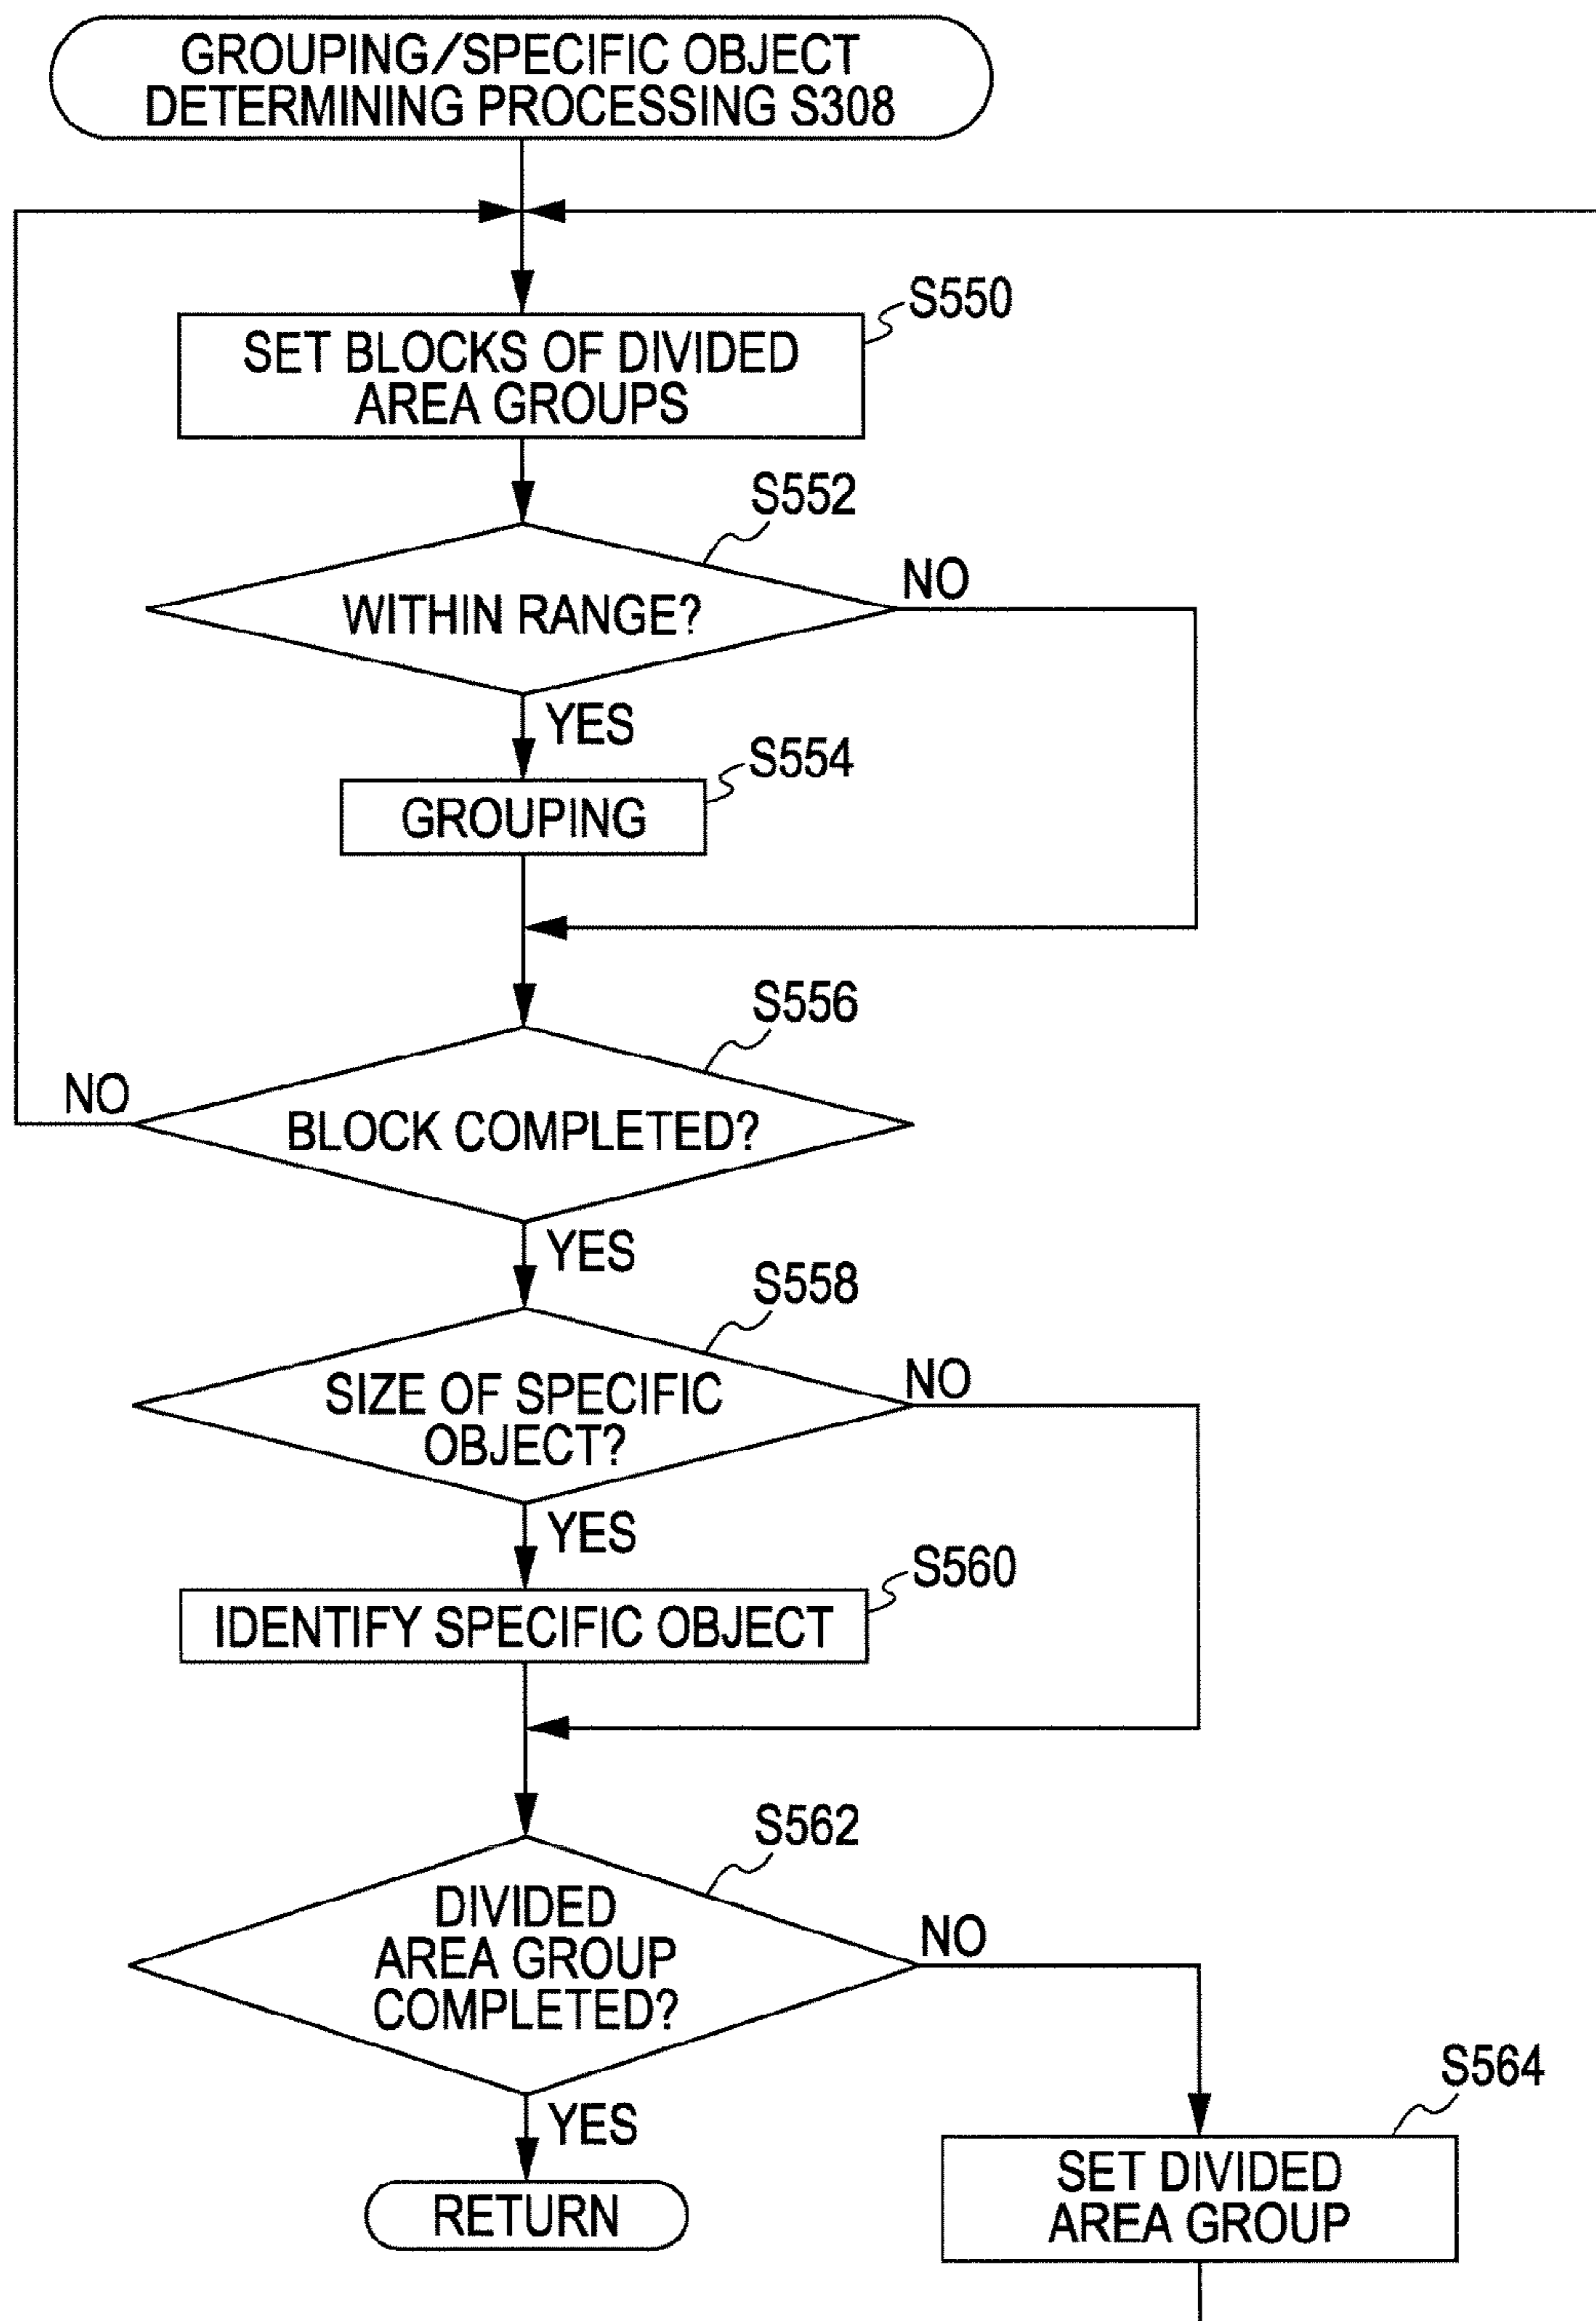 GROUPING/SPECIFIC OBJECT
DETERMINING PROCESSING S308
S550
SET BLOCKS OF DIVIDED
AREA GROUPS
S552
WITHIN RANGE?
NO
YES
S554
GROUPING
S556
NO
BLOCK COMPLETED?
YES
S558
SIZE OF SPECIFIC
OBJECT?
NO
YES
S560
IDENTIFY SPECIFIC OBJECT
S562
DIVIDED
AREA GROUP
COMPLETED?
NO
YES
S564
SET DIVIDED
AREA GROUP
RETURN